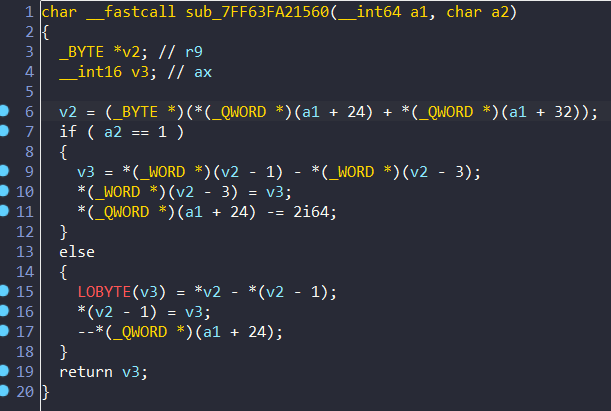 1 char __fastcall sub_7FF63FA21560(__int64 a1, char a2)
2 {
3   _BYTE *v2; // r9
4   __int16 v3; // ax
5
6   v2 = (_BYTE *)(*(_QWORD *)(a1 + 24) + *(_QWORD *)(a1 + 32));
7   if ( a2 == 1 )
8   {
9     v3 = *(_WORD *)(v2 - 1) - *(_WORD *)(v2 - 3);
10     *(_WORD *)(v2 - 3) = v3;
11     *(_QWORD *)(a1 + 24) -= 2i64;
12   }
13   else
14   {
15     LOBYTE(v3) = *v2 - *(v2 - 1);
16     *(v2 - 1) = v3;
17     --*(_QWORD *)(a1 + 24);
18   }
19   return v3;
20 }